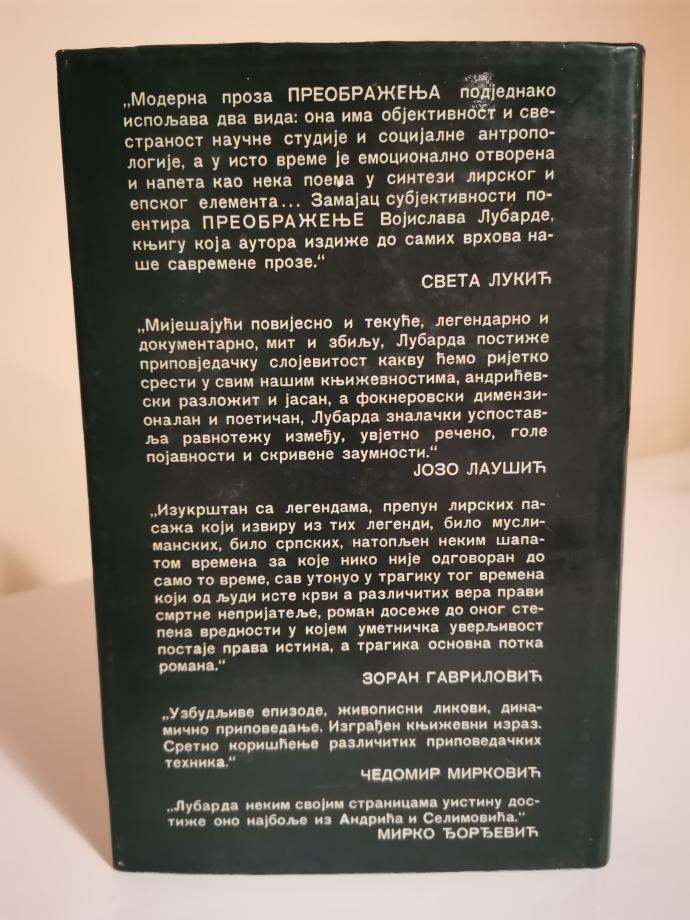 „Модерна проза ПРЕОБРАЖЕЊА подједнако
испољава два вида: она има објективност и све-
страност научне студије и социјалне антропо-
логије, а у исто време је емоционално отворена
и напета као нека поема у синтези лирског и
епског елемента... Замајац субјективности по-
ентира ПРЕОБРАЖЕЊЕ Војислава Лубарде,
књигу која аутора издиже до самих врхова на-
ше савремене прозе.“
СВЕТА ЛУКИЋ
„Мијешајући повијесно и текуће, легендарно и
документарно, мит и збиљу, Лубарда постиже
приповједачку слојевитост какву ћемо ријетко
срести у свим нашим књижевностима, андрићев-
ски разложит и јасан, а фокнеровски димензи-
оналан и поетичан, Лубарда зналачки успостав-
ља равнотежу између, увјетно речено, голе
појавности и скривене заумности.“
ЈОЗО ЛАУШИЋ
„Изукрштан са легендама, препун лирских па-
сажа који извиру из тих легенди, било мусли-
манских, било српских, натопљен неким шапа-
том времена за које нико није одговоран до
само то време, сав утонуо у трагику тог времена
који од људи исте крви а различитих вера прави
смртне непријатеље, роман досеже до оног сте-
пена вредности у којем уметничка уверљивост
постаје права истина, а трагика основна потка
романа.“
ЗОРАН ГАВРИЛОВИЋ
„Узбудљиве епизоде, живописни ликови, дина-
мично приповедање. Изграђен књижевни израз.
Сретно коришћење различитих приповедачких
техника.“
ЧЕДОМИР МИРКОВИЋ
„Лубарда неким својим страницама уистину дос-
тиже оно најбоље из Андрића и Селимовића.“
МИРКО ЂОРЂЕВИЋ